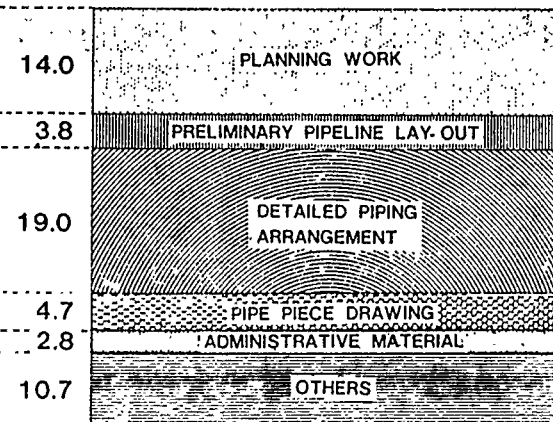 14.0 PLANNING WORK
3.8 PRELIMINARY PIPELINE LAY-OUT
19.0 DETAILED PIPING
ARRANGEMENT
4.7 PIPE PIECE DRAWING
2.8 ADMINISTRATIVE MATERIAL
10.7 OTHERS